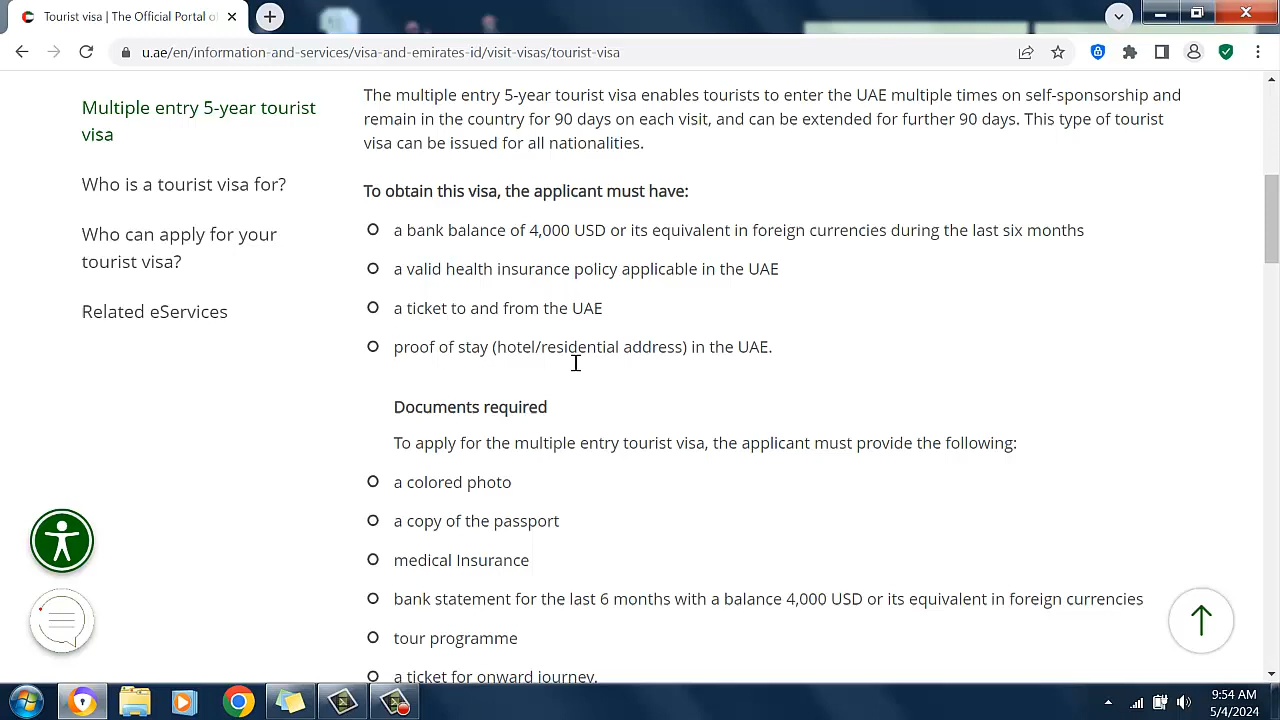 Tourist visa | The Official Portal o
u.ae/en/information-and-services/visa-and-emirates-id/visit-visas/tourist-visa
Multiple entry 5-year tourist
visa
Who is a tourist visa for?
Who can apply for your
tourist visa?
Related eServices
The multiple entry 5-year tourist visa enables tourists to enter the UAE multiple times on self-sponsorship and
remain in the country for 90 days on each visit, and can be extended for further 90 days. This type of tourist
visa can be issued for all nationalities.
To obtain this visa, the applicant must have:
a bank balance of 4,000 USD or its equivalent in foreign currencies during the last six months
a valid health insurance policy applicable in the UAE
a ticket to and from the UAE
proof of stay (hotel/residential address) in the UAE.
Documents required
To apply for the multiple entry tourist visa, the applicant must provide the following:
a colored photo
a copy of the passport
medical Insurance
bank statement for the last 6 months with a balance 4,000 USD or its equivalent in foreign currencies
tour programme
a ticket for onward journey.
9:54 AM
5/4/2024